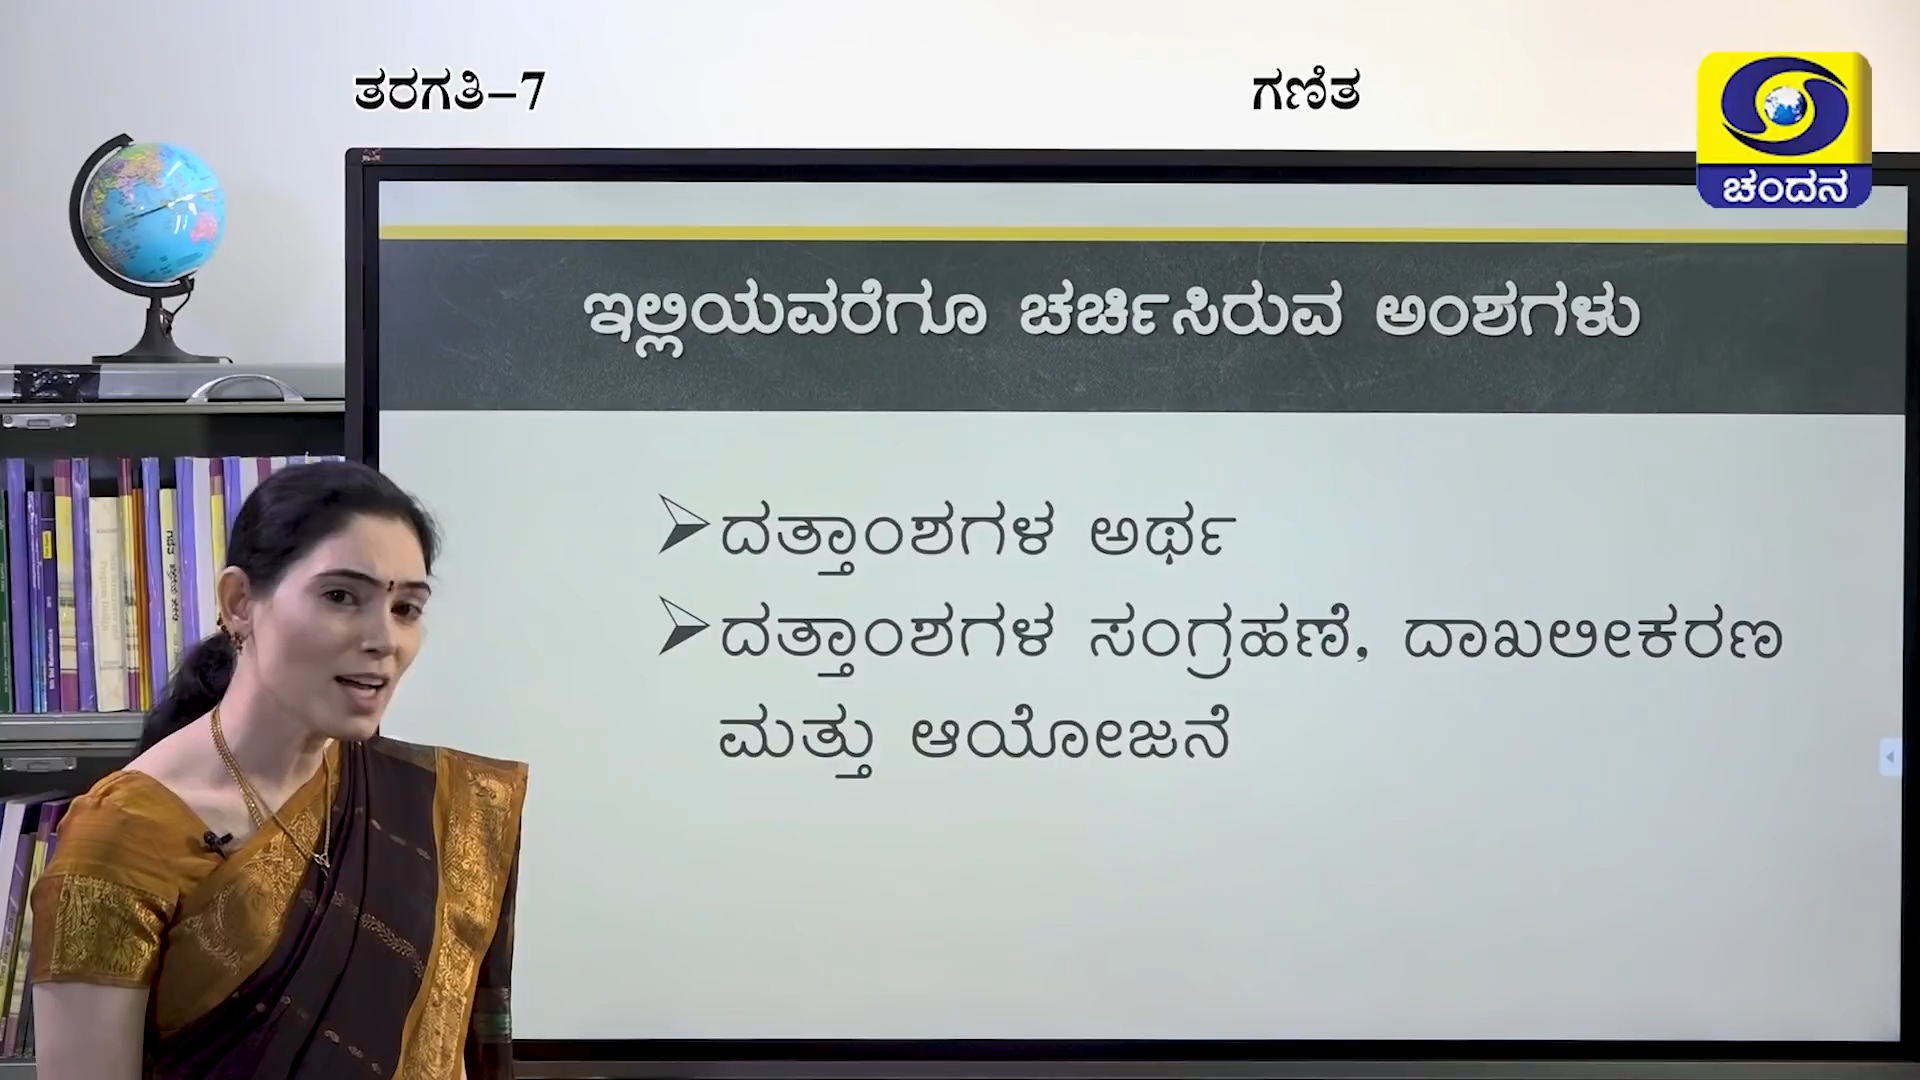 ತರಗತಿ–7
ಗಣಿತ
ಚಂದನ
ಇಲ್ಲಿಯವರೆಗೂ ಚರ್ಚಿಸಿರುವ ಅಂಶಗಳು
➢ದತ್ತಾಂಶಗಳ ಅರ್ಥ
➢ದತ್ತಾಂಶಗಳ ಸಂಗ್ರಹಣೆ, ದಾಖಲೀಕರಣ
ಮತ್ತು ಆಯೋಜನೆ